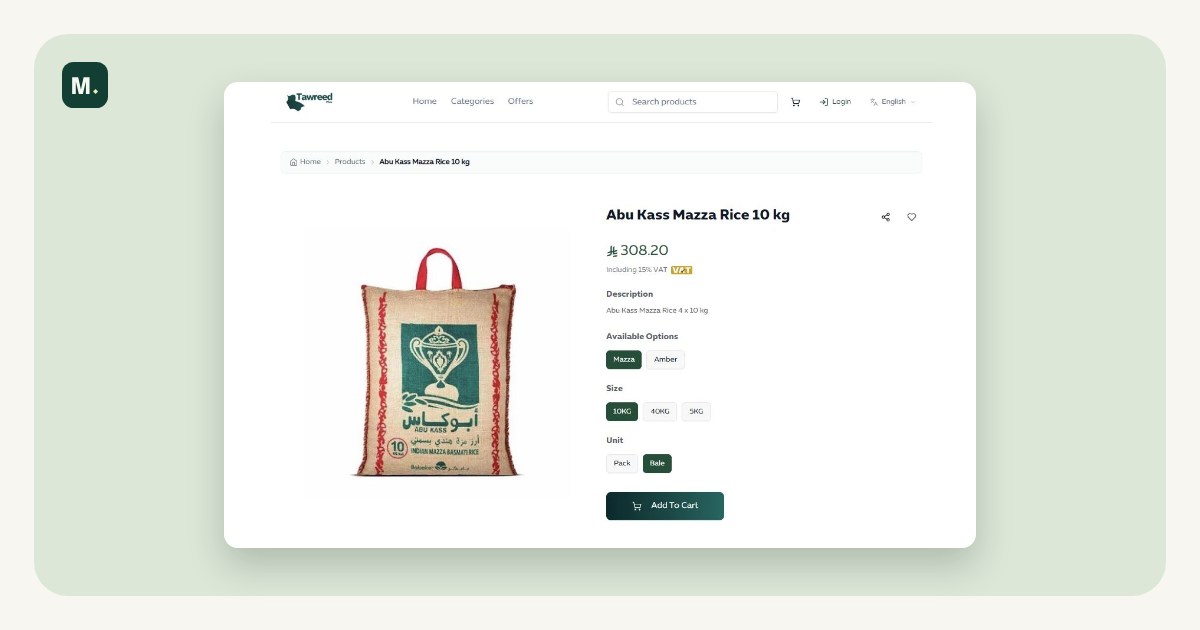 M.
Tawreed
Home Categories Offers
Search products
Login
English
Home > Products > Abu Kass Mazza Rice 10 kg
Abu Kass Mazza Rice 10 kg
308.20
Including 15% VAT VAT
Description
Abu Kass Mazza Rice 4 x 10 kg
Available Options
Mazza Amber
Size
10KG 40KG 5KG
Unit
Pack Bale
Add To Cart
أبوكاس
ABU KASS
أرز مزة هندي بسمتي
10
INDIAN MAZZA BASMATI RICE